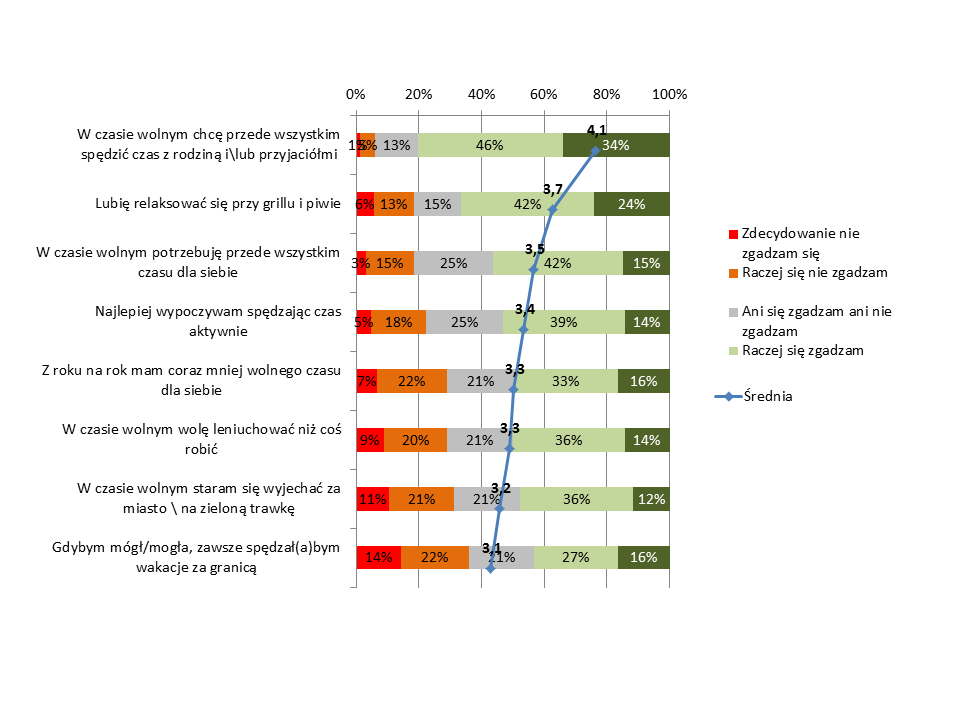 0% 20% 40% 60% 80% 100%
W czasie wolnym chcę przede wszystkim
spędzić czas z rodziną i\lub przyjaciółmi
1% 5% 13% 46% 34% 4,1
Lubię relaksować się przy grillu i piwie
6% 13% 15% 42% 24% 3,7
W czasie wolnym potrzebuję przede wszystkim
czasu dla siebie
3% 15% 25% 42% 15% 3,5
Najlepiej wypoczywam spędzając czas
aktywnie
5% 18% 25% 39% 14% 3,4
Z roku na rok mam coraz mniej wolnego czasu
dla siebie
7% 22% 21% 33% 16% 3,3
W czasie wolnym wolę leniuchować niż coś
robić
9% 20% 21% 36% 14% 3,3
W czasie wolnym staram się wyjechać za
miasto \ na zieloną trawkę
11% 21% 21% 36% 12% 3,2
Gdybym mógł/mogła, zawsze spędzał(a)bym
wakacje za granicą
14% 22% 21% 27% 16% 3,1
Zdecydowanie nie
zgadzam się
Raczej się nie zgadzam
Ani się zgadzam ani nie
zgadzam
Raczej się zgadzam
Średnia